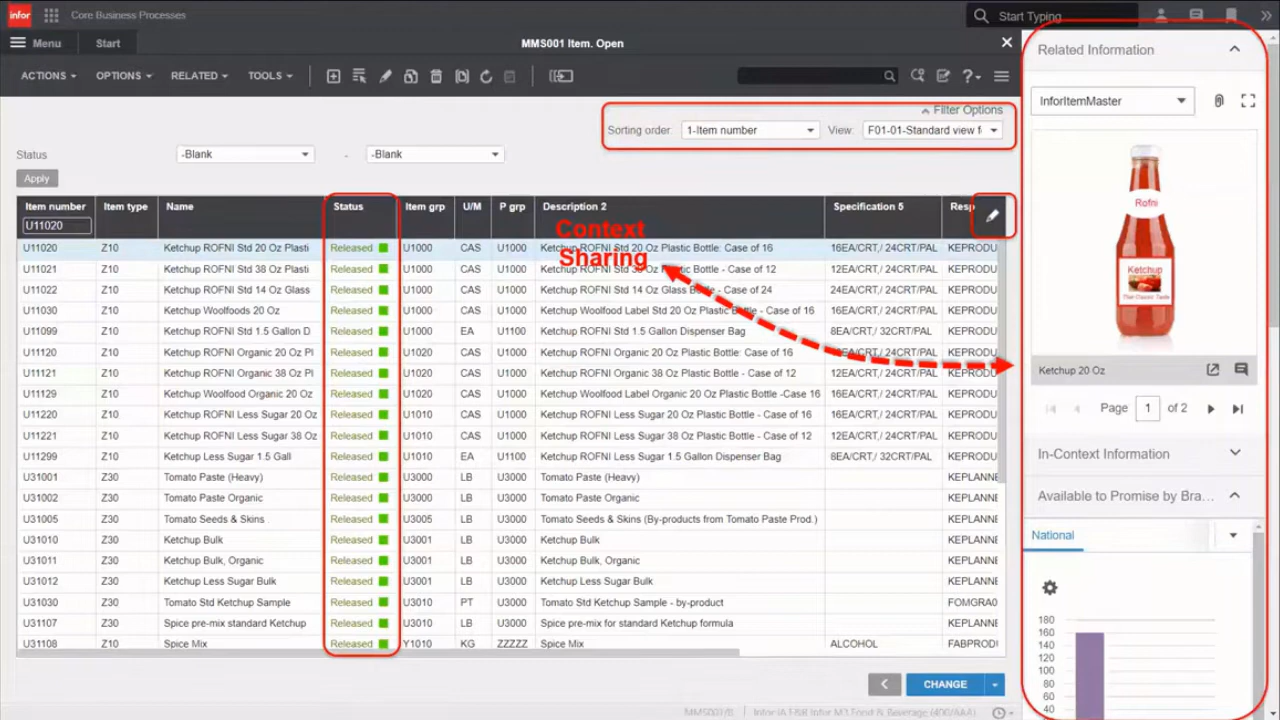 infor Core Business Processes Start Typing
Menu Start MMS001 Item. Open
ACTIONS OPTIONS RELATED TOOLS
Filter Options
Sorting order: 1-Item number View: F01-01-Standard view f
Status -Blank - -Blank
Apply
Item number Item type Name Status Item grp U/M P grp Description 2 Specification 5 Resp
U11020
U11020 Z10 Ketchup ROFNI Std 20 Oz Plasti Released U1000 CAS U1000 Ketchup ROFNI Std 20 Oz Plastic Bottle: Case of 16 16EA/CRT,/ 24CRT/PAL KEPRODU
U11021 Z10 Ketchup ROFNI Std 38 Oz Plasti Released U1000 CAS U1000 Ketchup ROFNI Std 38 Oz Plastic Bottle - Case of 12 12EA/CRT,/ 24CRT/PAL KEPRODU
U11022 Z10 Ketchup ROFNI Std 14 Oz Glass Released U1000 CAS U1000 Ketchup ROFNI Std 14 Oz Glass Bottle - Case of 24 24EA/CRT,/ 24CRT/PAL KEPRODU
U11030 Z10 Ketchup Woolfoods 20 Oz Released U1000 CAS U1000 Ketchup Woolfood Label Std 20 Oz Plastic Bottle - Case of 16 16EA/CRT,/ 24CRT/PAL KEPRODU
U11099 Z10 Ketchup ROFNI Std 1.5 Gallon D Released U1000 EA U1100 Ketchup ROFNI Std 1.5 Gallon Dispenser Bag 8EA/CRT,/ 32CRT/PAL KEPRODU
U11120 Z10 Ketchup ROFNI Organic 20 Oz Pl Released U1020 CAS U1000 Ketchup ROFNI Organic 20 Oz Plastic Bottle: Case of 16 16EA/CRT,/ 24CRT/PAL KEPRODU
U11121 Z10 Ketchup ROFNI Organic 38 Oz Pl Released U1020 CAS U1000 Ketchup ROFNI Organic 38 Oz Plastic Bottle - Case of 12 12EA/CRT,/ 24CRT/PAL KEPRODU
U11129 Z10 Ketchup Woolfood Organic 20 Oz Released U1020 CAS U1000 Ketchup Woolfood Label Organic 20 Oz Plastic Bottle -Case 16 16EA/CRT,/ 24CRT/PAL KEPRODU
U11220 Z10 Ketchup ROFNI Less Sugar 20 Oz Released U1010 CAS U1000 Ketchup ROFNI Less Sugar 20 Oz Plastic Bottle - Case of 16 16EA/CRT,/ 24CRT/PAL KEPRODU
U11221 Z10 Ketchup ROFNI Less Sugar 38 Oz Released U1010 CAS U1000 Ketchup ROFNI Less Sugar 38 Oz Plastic Bottle - Case of 12 12EA/CRT,/ 24CRT/PAL KEPRODU
U11299 Z10 Ketchup Less Sugar 1.5 Gall Released U1010 EA U1100 Ketchup ROFNI Less Sugar 1.5 Gallon Dispenser Bag 8EA/CRT,/ 32CRT/PAL KEPRODU
U31001 Z30 Tomato Paste (Heavy) Released U3000 LB U3000 Tomato Paste (Heavy) KEPLANNE
U31002 Z30 Tomato Paste Organic Released U3000 LB U3000 Tomato Paste Organic KEPLANNE
U31005 Z30 Tomato Seeds & Skins Released U3005 LB U3000 Tomato Seeds & Skins (By-products from Tomato Paste Prod.) KEPLANNE
U31010 Z30 Ketchup Bulk Released U3001 LB U3000 Ketchup Bulk KEPLANNE
U31011 Z30 Ketchup Bulk, Organic Released U3001 LB U3000 Ketchup Bulk, Organic KEPLANNE
U31012 Z30 Ketchup Less Sugar Bulk Released U3001 LB U3000 Ketchup Less Sugar Bulk KEPLANNE
U31030 Z30 Tomato Std Ketchup Sample Released U3010 PT U3000 Tomato Std Ketchup Sample - by-product FOMGRA0
U31107 Z30 Spice pre-mix standard Ketchup Released U3010 LB U3000 Spice pre-mix for standard Ketchup formula KEPLANNE
U31108 Z10 Spice Mix Released Y1010 KG ZZZZZ Spice Mix ALCOHOL FABPROD
Context
Sharing
CHANGE
Related Information
InforItemMaster
Rofni
Ketchup
The Classic Taste
Ketchup 20 Oz
Page 1 of 2
In-Context Information
Available to Promise by Bra...
National
180
160
140
120
100
80
60
40